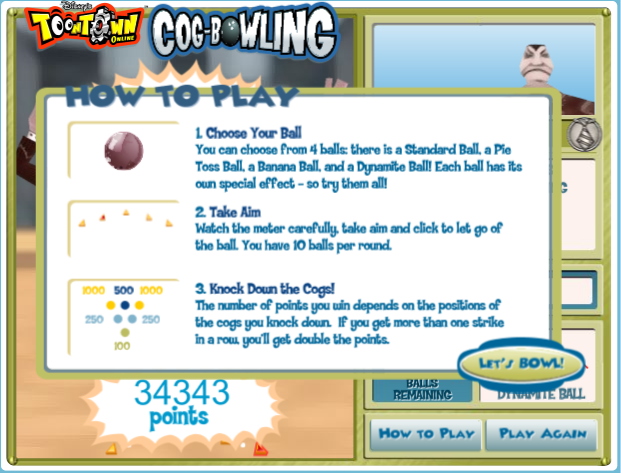 Disney's
TOONTOWN
ONLINE
COG-BOWLING
HOW TO PLAY
1. Choose Your Ball
You can choose from 4 balls: there is a Standard Ball, a Pie
Toss Ball, a Banana Ball, and a Dynamite Ball! Each ball has its
own special effect - so try them all!
2. Take Aim
Watch the meter carefully, take aim and click to let go of
the ball. You have 10 balls per round.
1000 500 1000
250 250
100
3. Knock Down the Cogs!
The number of points you win depends on the positions of
the cogs you knock down. If you get more than one strike
in a row, you'll get double the points.
LET'S BOWL!
34343
points
BALLS
REMAINING
DYNAMITE BALL
HOW TO PLAY
PLAY AGAIN